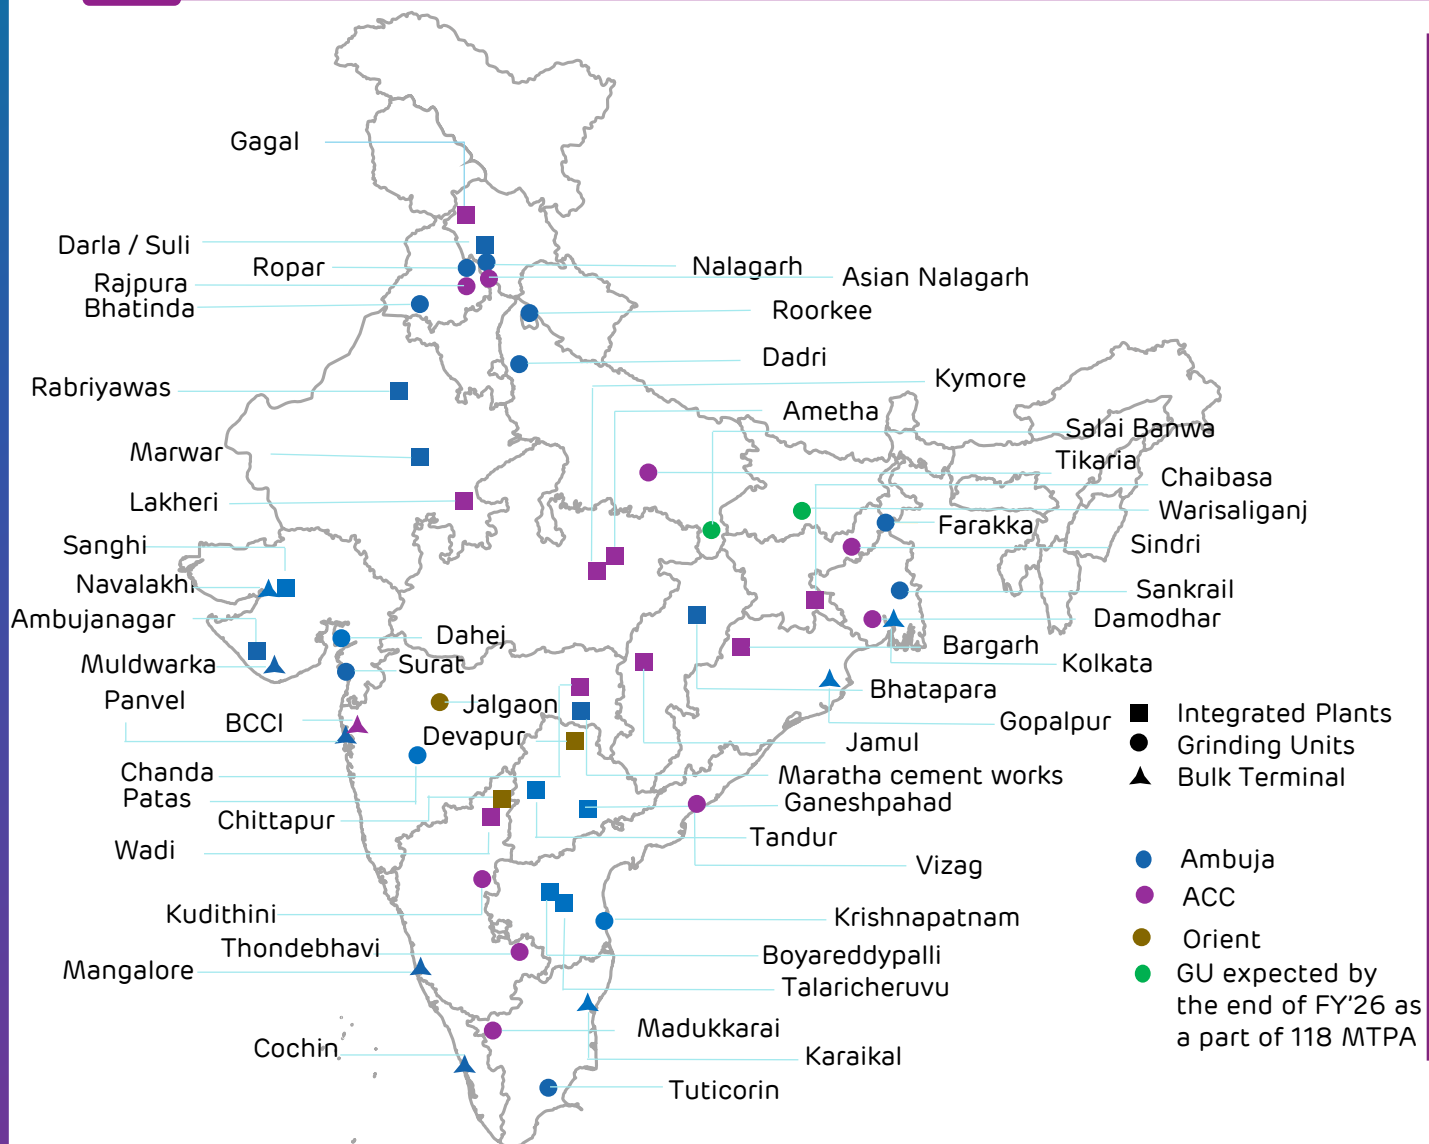 Gagal
Darla / Suli
Ropar
Nalagarh
Asian Nalagarh
Rajpura
Bhatinda
Roorkee
Dadri
Kymore
Rabriyawas
Ametha
Salai Banwa
Marwar
Tikaria
Chaibasa
Lakheri
Warisaliganj
Farakka
Sanghi
Sindri
Navalakhi
Sankrail
Ambujanagar
Damodhar
Dahej
Bargarh
Muldwarka
Surat
Kolkata
Bhatapara
Panvel
Jalgaon
BCCI
Gopalpur
Devapur
Jamul
Chanda
Maratha cement works
Patas
Ganeshpahad
Chittapur
Tandur
Wadi
Vizag
Kudithini
Krishnapatnam
Thondebhavi
Boyareddypalli
Mangalore
Talaricheruvu
Madukkarai
Cochin
Karaikal
Tuticorin
Integrated Plants
Grinding Units
Bulk Terminal
Ambuja
ACC
Orient
GU expected by
the end of FY'26 as
a part of 118 MTPA